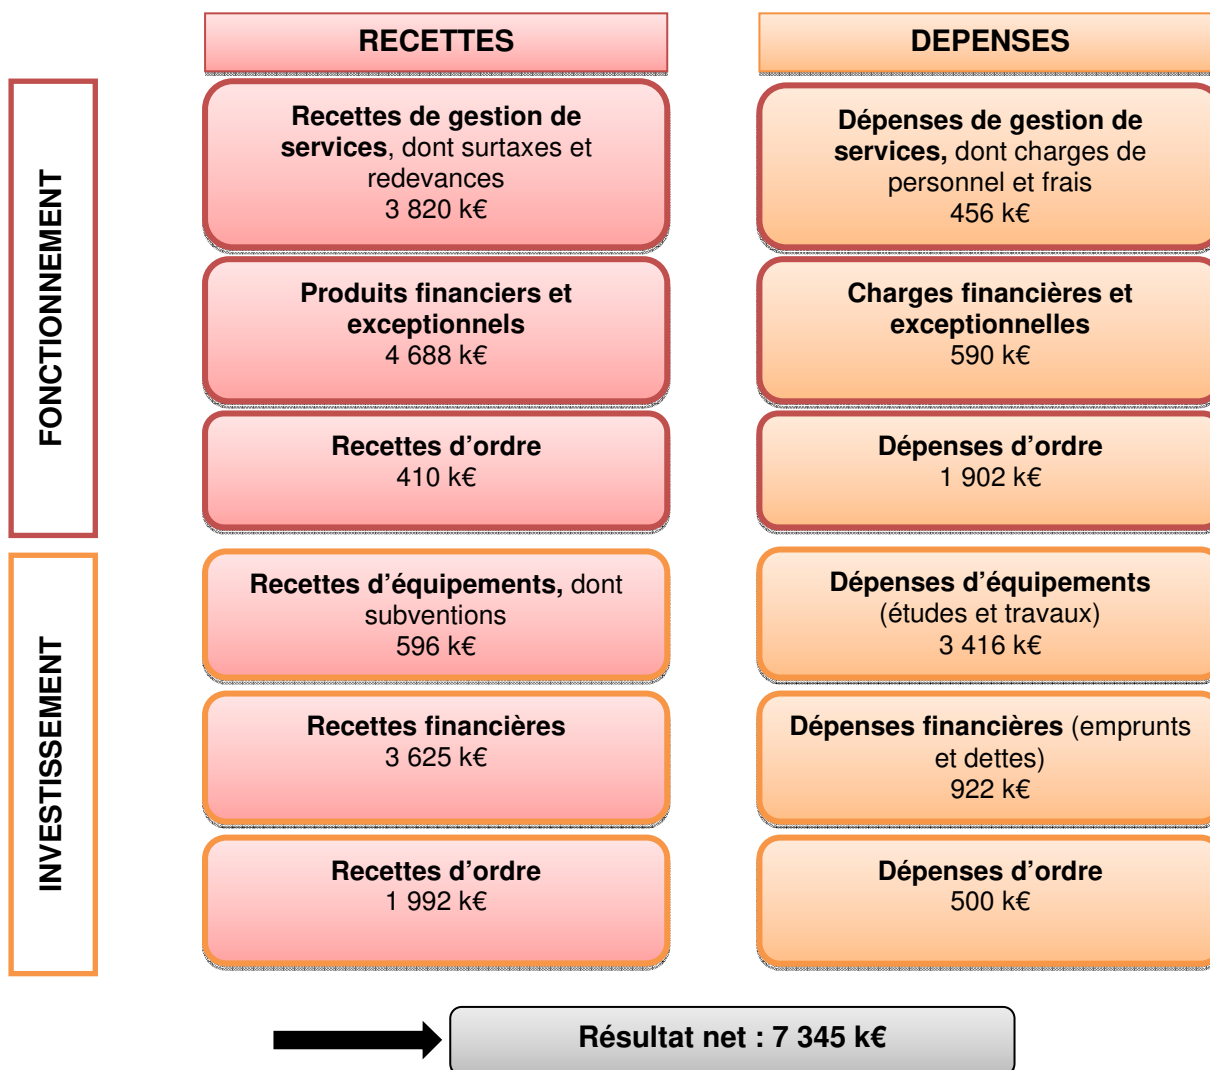 RECETTES
DEPENSES
FONCTIONNEMENT
Recettes de gestion de
services, dont surtaxes et
redevances
3 820 k€
Dépenses de gestion de
services, dont charges de
personnel et frais
456 k€
Produits financiers et
exceptionnels
4 688 k€
Charges financières et
exceptionnelles
590 k€
Recettes d’ordre
410 k€
Dépenses d’ordre
1 902 k€
INVESTISSEMENT
Recettes d’équipements, dont
subventions
596 k€
Dépenses d’équipements
(études et travaux)
3 416 k€
Recettes financières
3 625 k€
Dépenses financières (emprunts
et dettes)
922 k€
Recettes d’ordre
1 992 k€
Dépenses d’ordre
500 k€
Résultat net : 7 345 k€